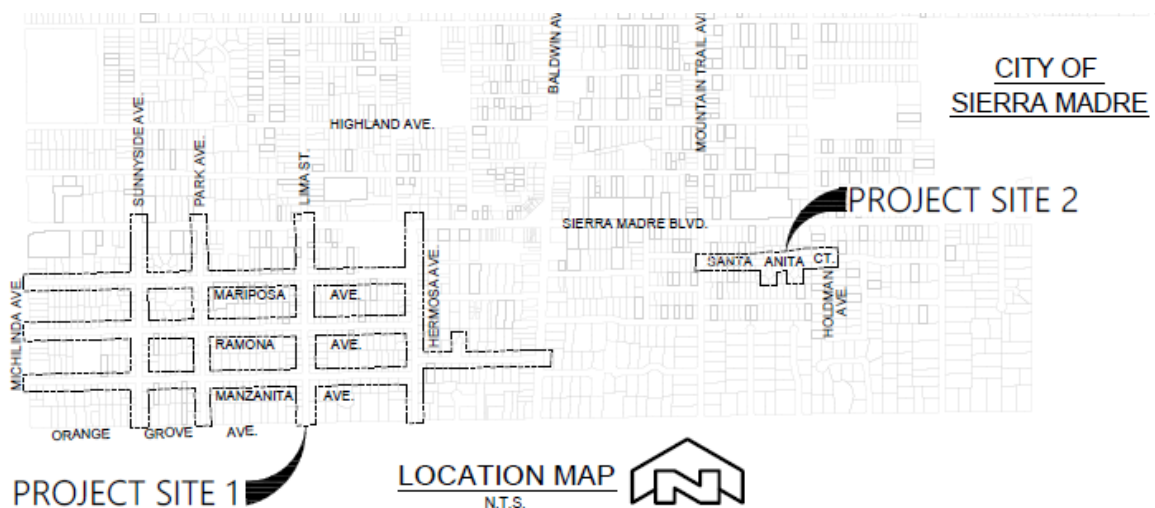 CITY OF
SIERRA MADRE
BALDWIN AV
MOUNTAIN TRAIL AV
HIGHLAND AVE.
SUNNYSIDE AVE.
PARK AVE.
LIMA ST.
PROJECT SITE 2
SIERRA MADRE BLVD.
SANTA ANITA CT.
HOLDMAN
AVE.
MICHILINDA AVE
HERMOSA AVE.
MARIPOSA AVE.
RAMONA AVE.
MANZANITA AVE.
ORANGE GROVE AVE.
PROJECT SITE 1
LOCATION MAP
N.T.S.
N